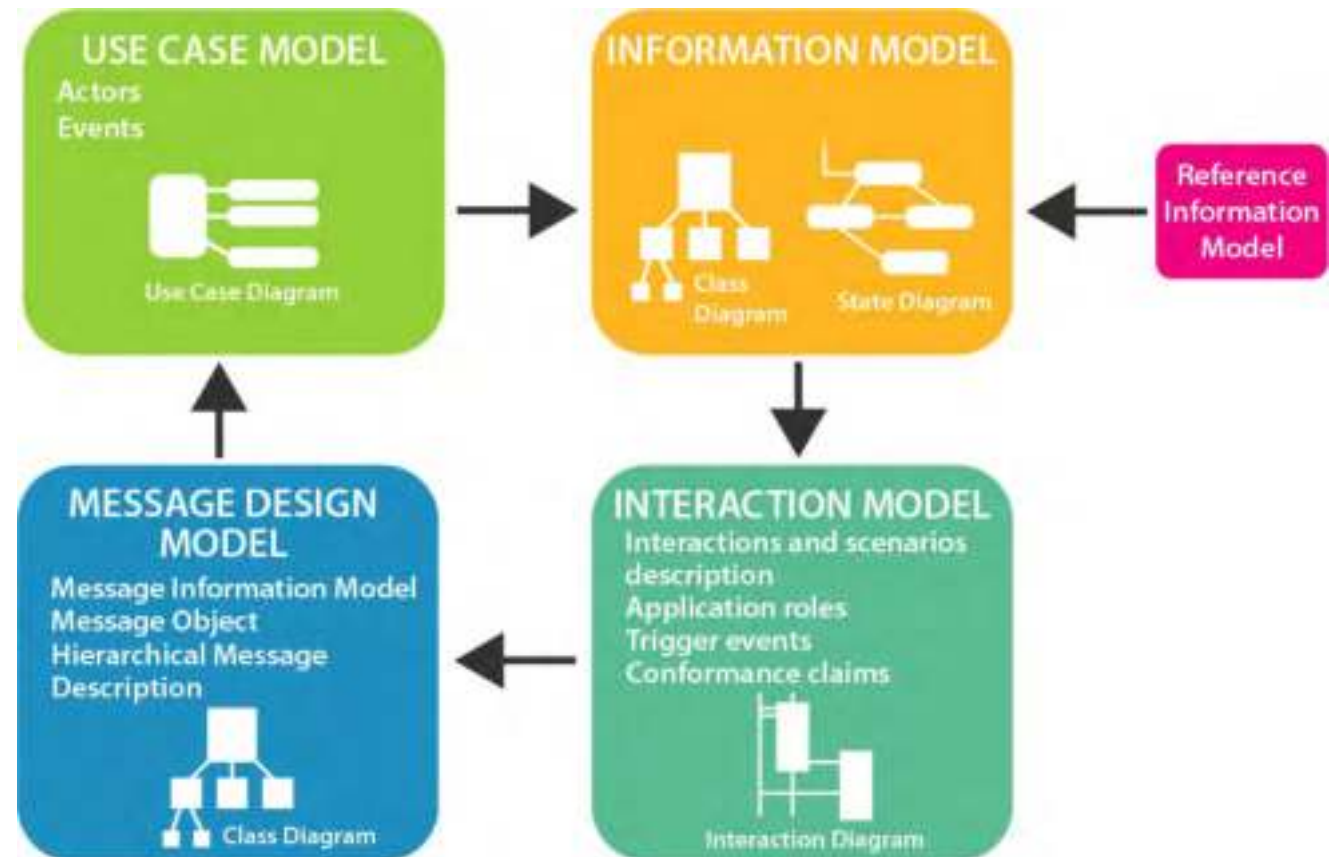 USE CASE MODEL
Actors
Events
Use Case Diagram
INFORMATION MODEL
Class
Diagram
State Diagram
Reference
Information
Model
MESSAGE DESIGN
MODEL
Message Information Model
Message Object
Hierarchical Message
Description
Class Diagram
INTERACTION MODEL
Interactions and scenarios
description
Application roles
Trigger events
Conformance claims
Interaction Diagram